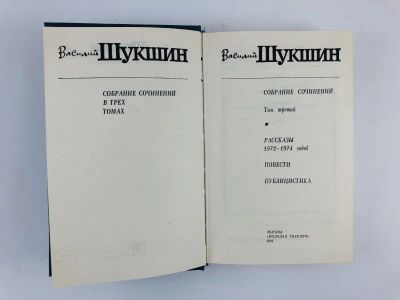 Василий Шукшин
СОБРАНИЕ СОЧИНЕНИЙ
В ТРЕХ
ТОМАХ
Василий Шукшин
СОБРАНИЕ СОЧИНЕНИЙ
Том третий
РАССКАЗЫ
1972—1974 годов
ПОВЕСТИ
ПУБЛИЦИСТИКА
МОСКВА
«МОЛОДАЯ ГВАРДИЯ»